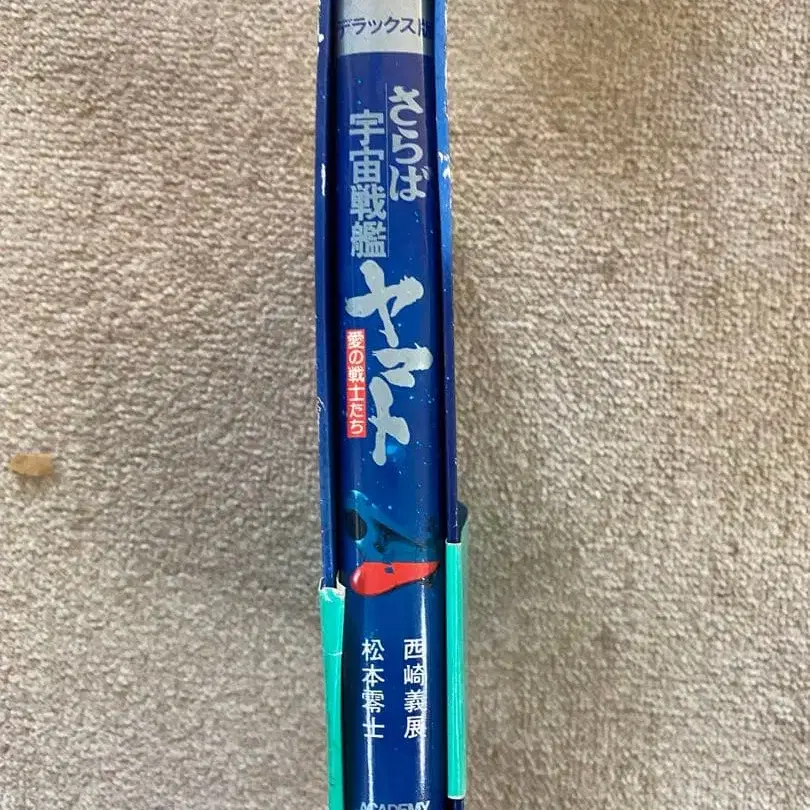 デラックス版
さらば
宇宙戦艦
ヤマト
愛の戦士たち
西崎義展
松本零士
ACADEMY